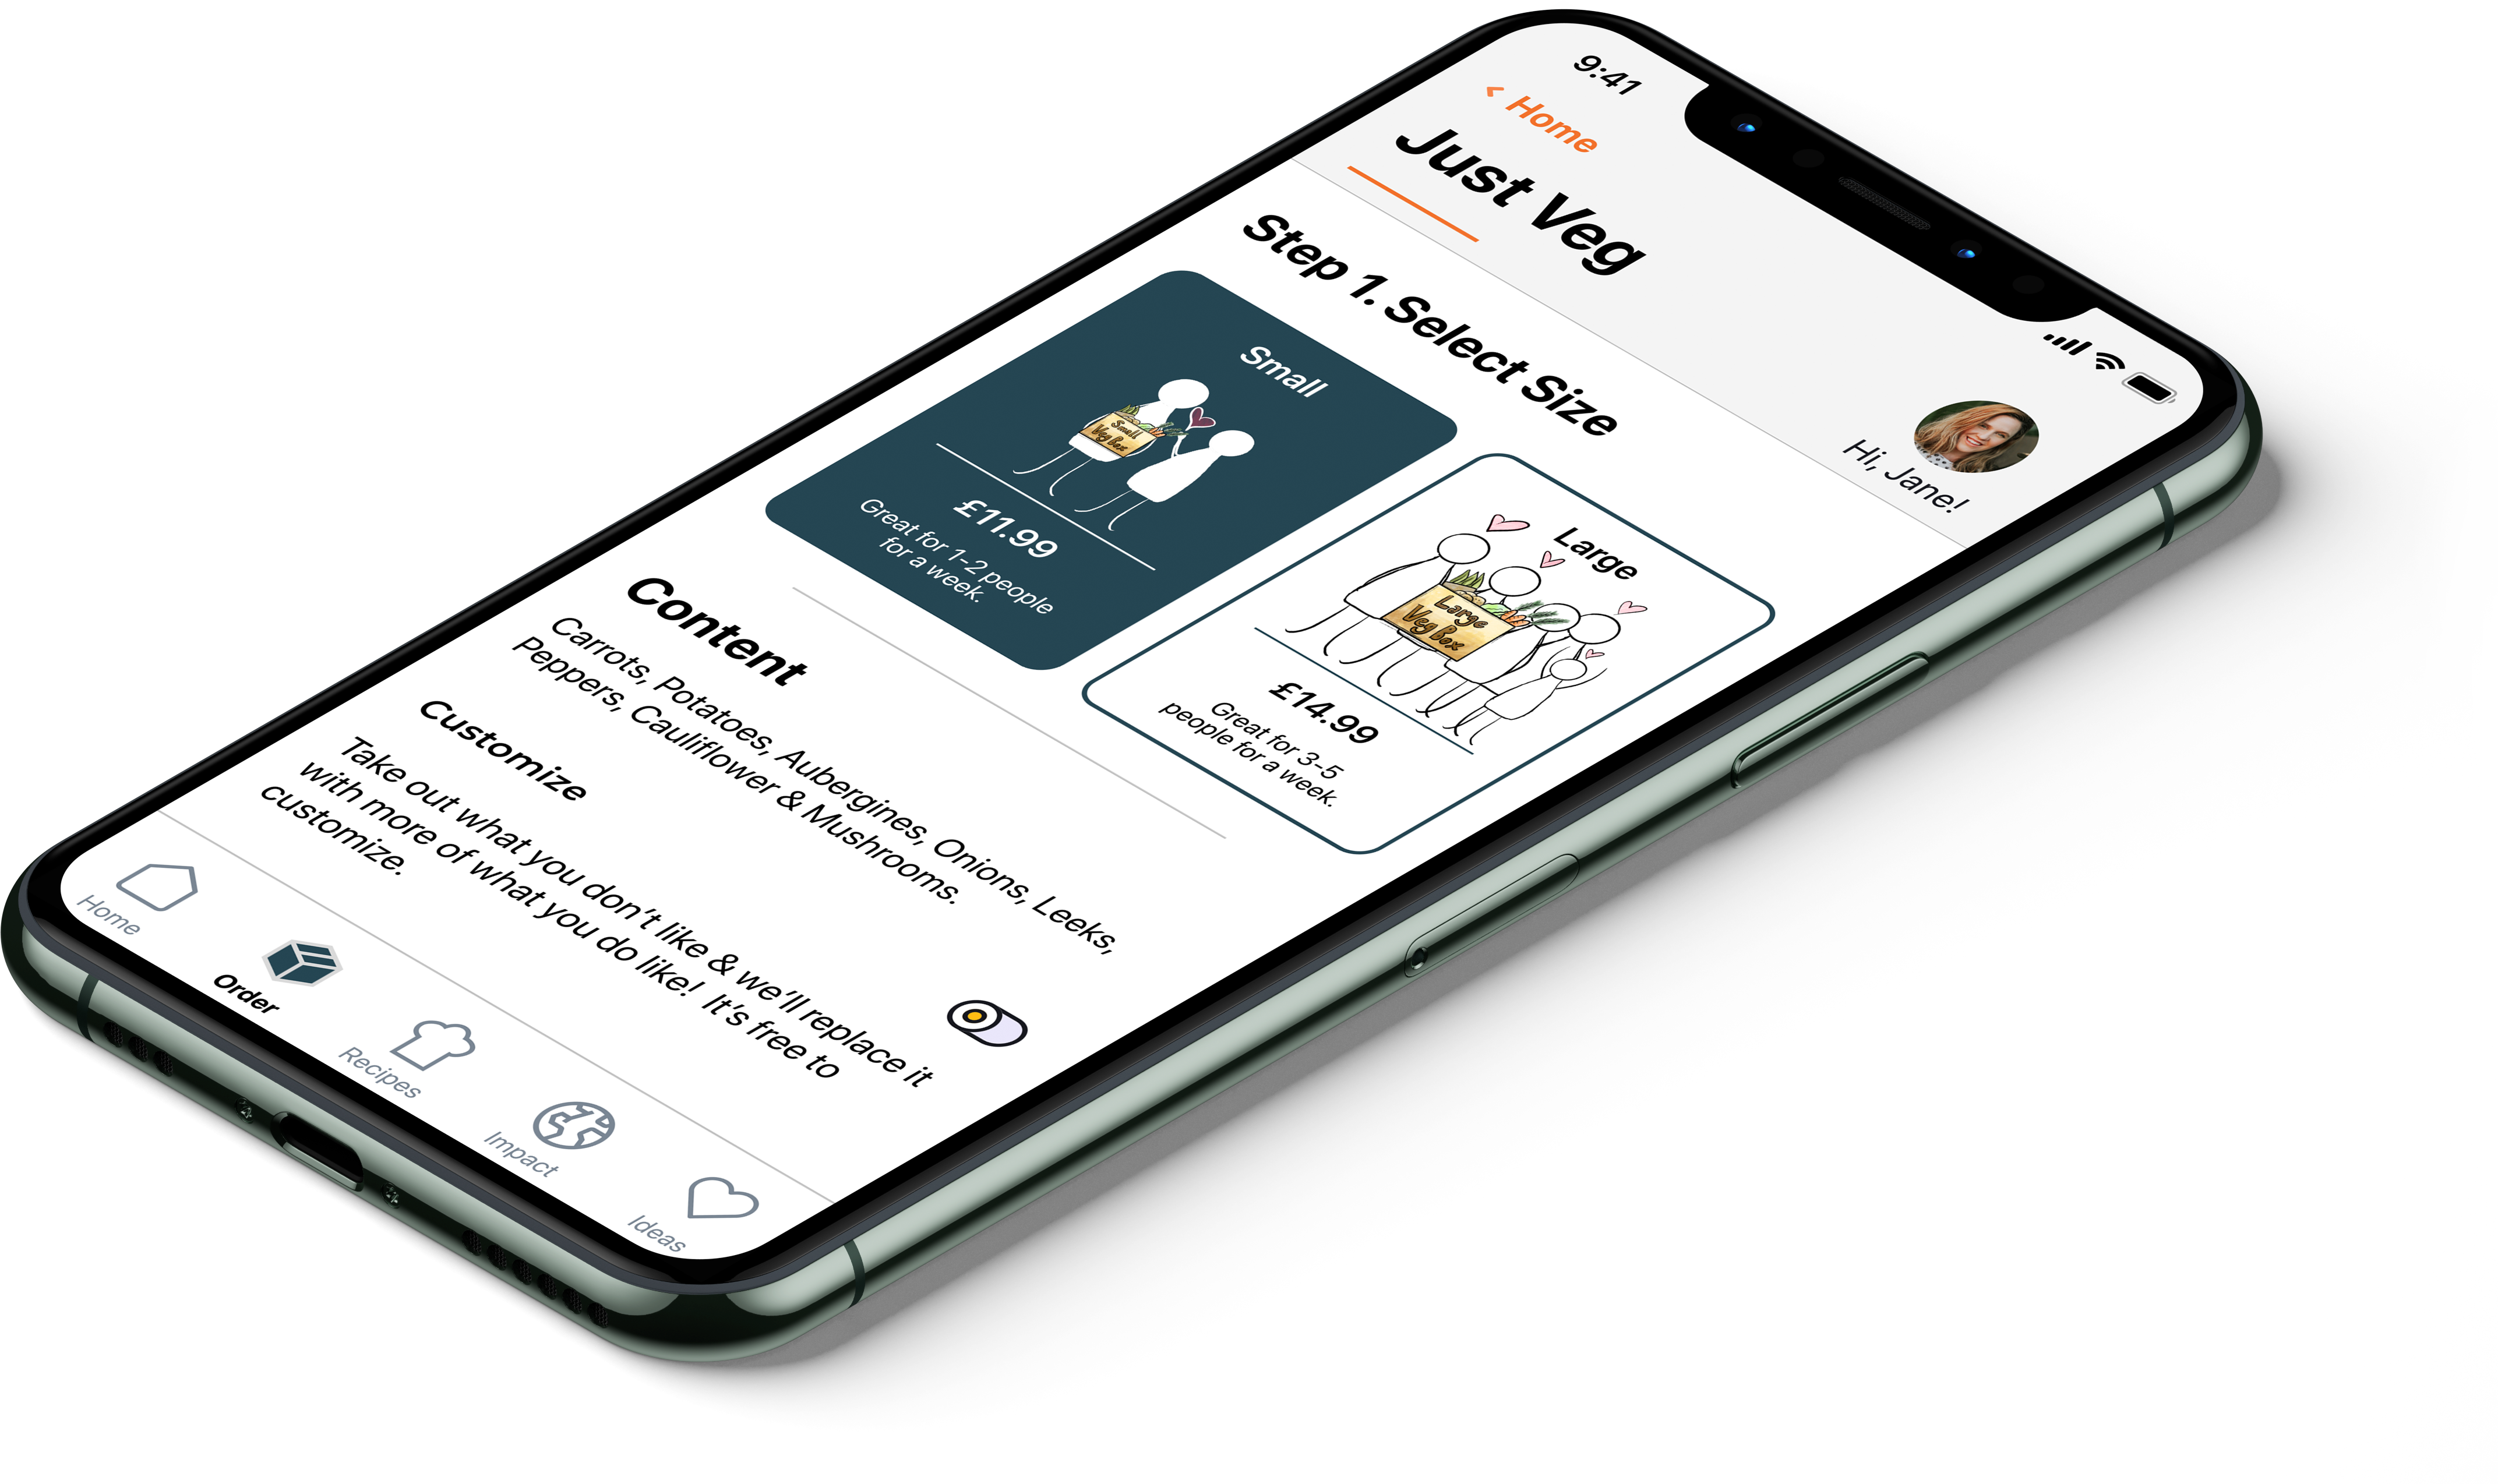 9:41
< Home
Just Veg
Hi, Jane!
Step 1. Select Size
Small
Small
Veg Box
£11.99
Great for 1-2 people
for a week.
Large
Large
Veg Box
£14.99
Great for 3-5
people for a week.
Content
Carrots, Potatoes, Aubergines, Onions, Leeks,
Peppers, Cauliflower & Mushrooms.
Customize
Take out what you don't like & we'll replace it
with more of what you do like! It's free to
customize.
Home
Order
Recipes
Impact
Ideas